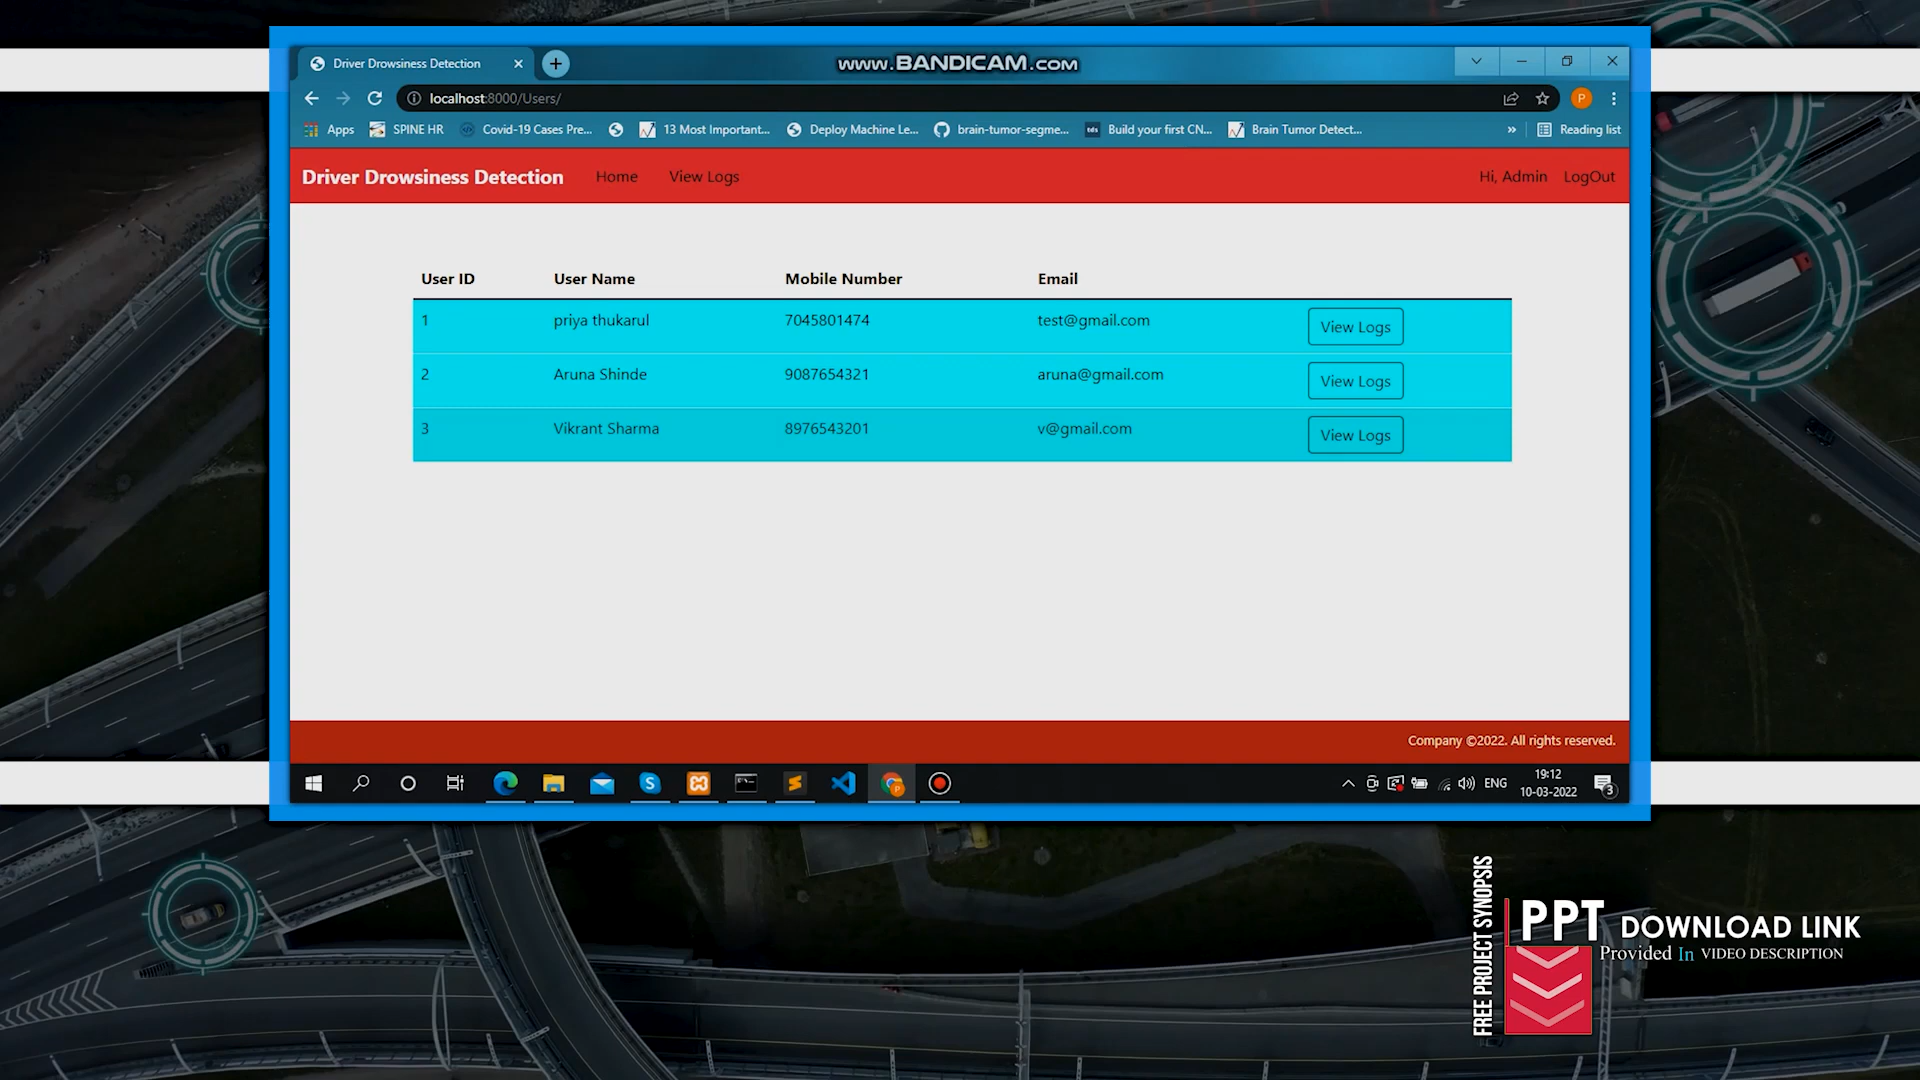 Driver Drowsiness Detection
www.BANDICAM.com
localhost:8000/Users/
P
Apps SPINE HR Covid-19 Cases Pre... 13 Most Important... Deploy Machine Le... brain-tumor-segme... tds Build your first CN... Brain Tumor Detect... » Reading list
Driver Drowsiness Detection Home View Logs Hi, Admin LogOut
User ID User Name Mobile Number Email
1 priya thukarul 7045801474 test@gmail.com View Logs
2 Aruna Shinde 9087654321 aruna@gmail.com View Logs
3 Vikrant Sharma 8976543201 v@gmail.com View Logs
Company ©2022. All rights reserved.
ENG 19:12
10-03-2022
3
FREE PROJECT SYNOPSIS
PPT DOWNLOAD LINK
Provided In VIDEO DESCRIPTION